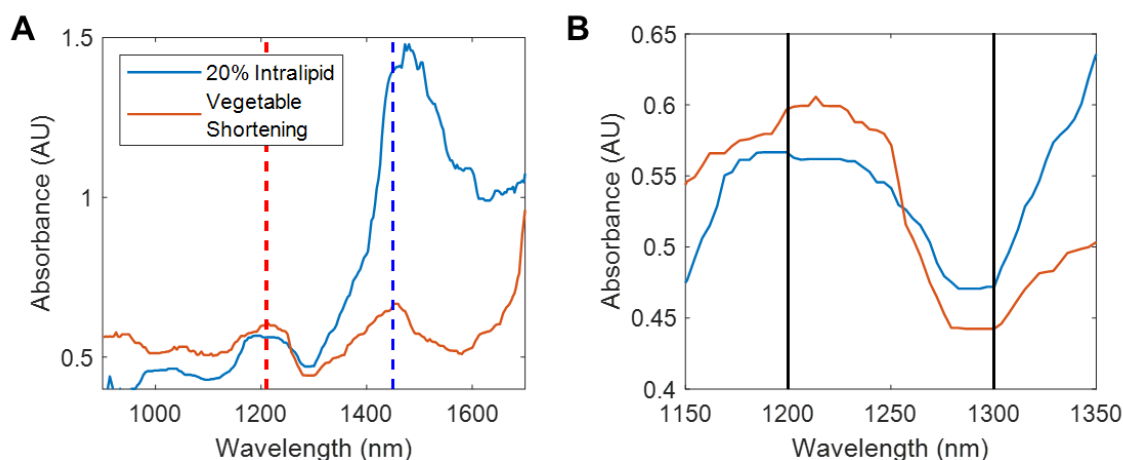 A
1.5
1
0.5
Absorbance (AU)
20% Intralipid
Vegetable
Shortening
1000
1200
1400
1600
Wavelength (nm)
B
0.65
0.6
0.55
0.5
0.45
0.4
Absorbance (AU)
1150
1200
1250
1300
1350
Wavelength (nm)